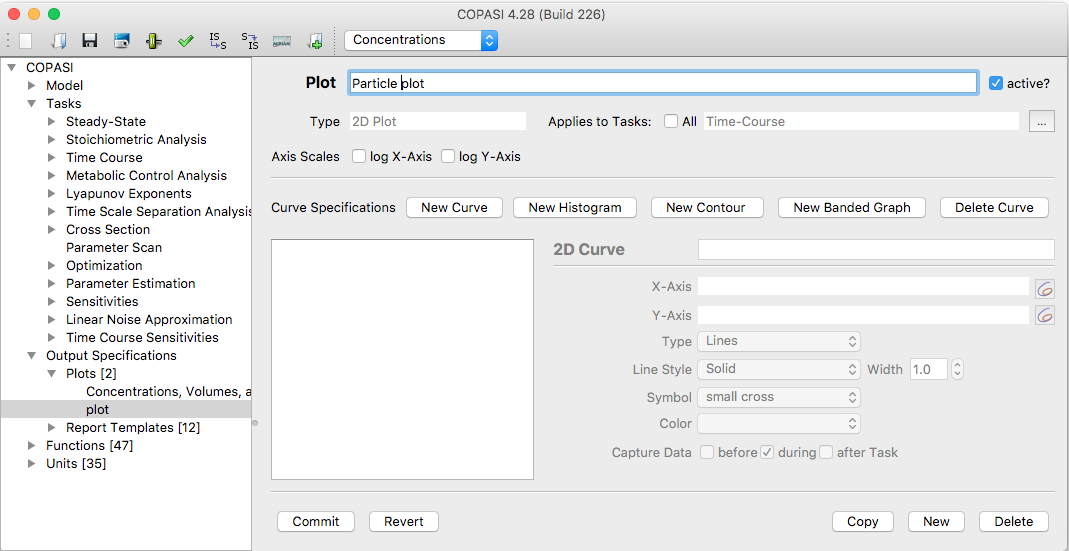 COPASI 4.28 (Build 226)
IS S S IS MIRIAM Concentrations
COPASI
Model
Tasks
Steady-State
Stoichiometric Analysis
Time Course
Metabolic Control Analysis
Lyapunov Exponents
Time Scale Separation Analysis
Cross Section
Parameter Scan
Optimization
Parameter Estimation
Sensitivities
Linear Noise Approximation
Time Course Sensitivities
Output Specifications
Plots [2]
Concentrations, Volumes, a
plot
Report Templates [12]
Functions [47]
Units [35]
Plot Particle plot active?
Type 2D Plot Applies to Tasks: All Time-Course ...
Axis Scales log X-Axis log Y-Axis
Curve Specifications New Curve New Histogram New Contour New Banded Graph Delete Curve
2D Curve
X-Axis
Y-Axis
Type Lines
Line Style Solid Width 1.0
Symbol small cross
Color
Capture Data before during after Task
Commit Revert Copy New Delete